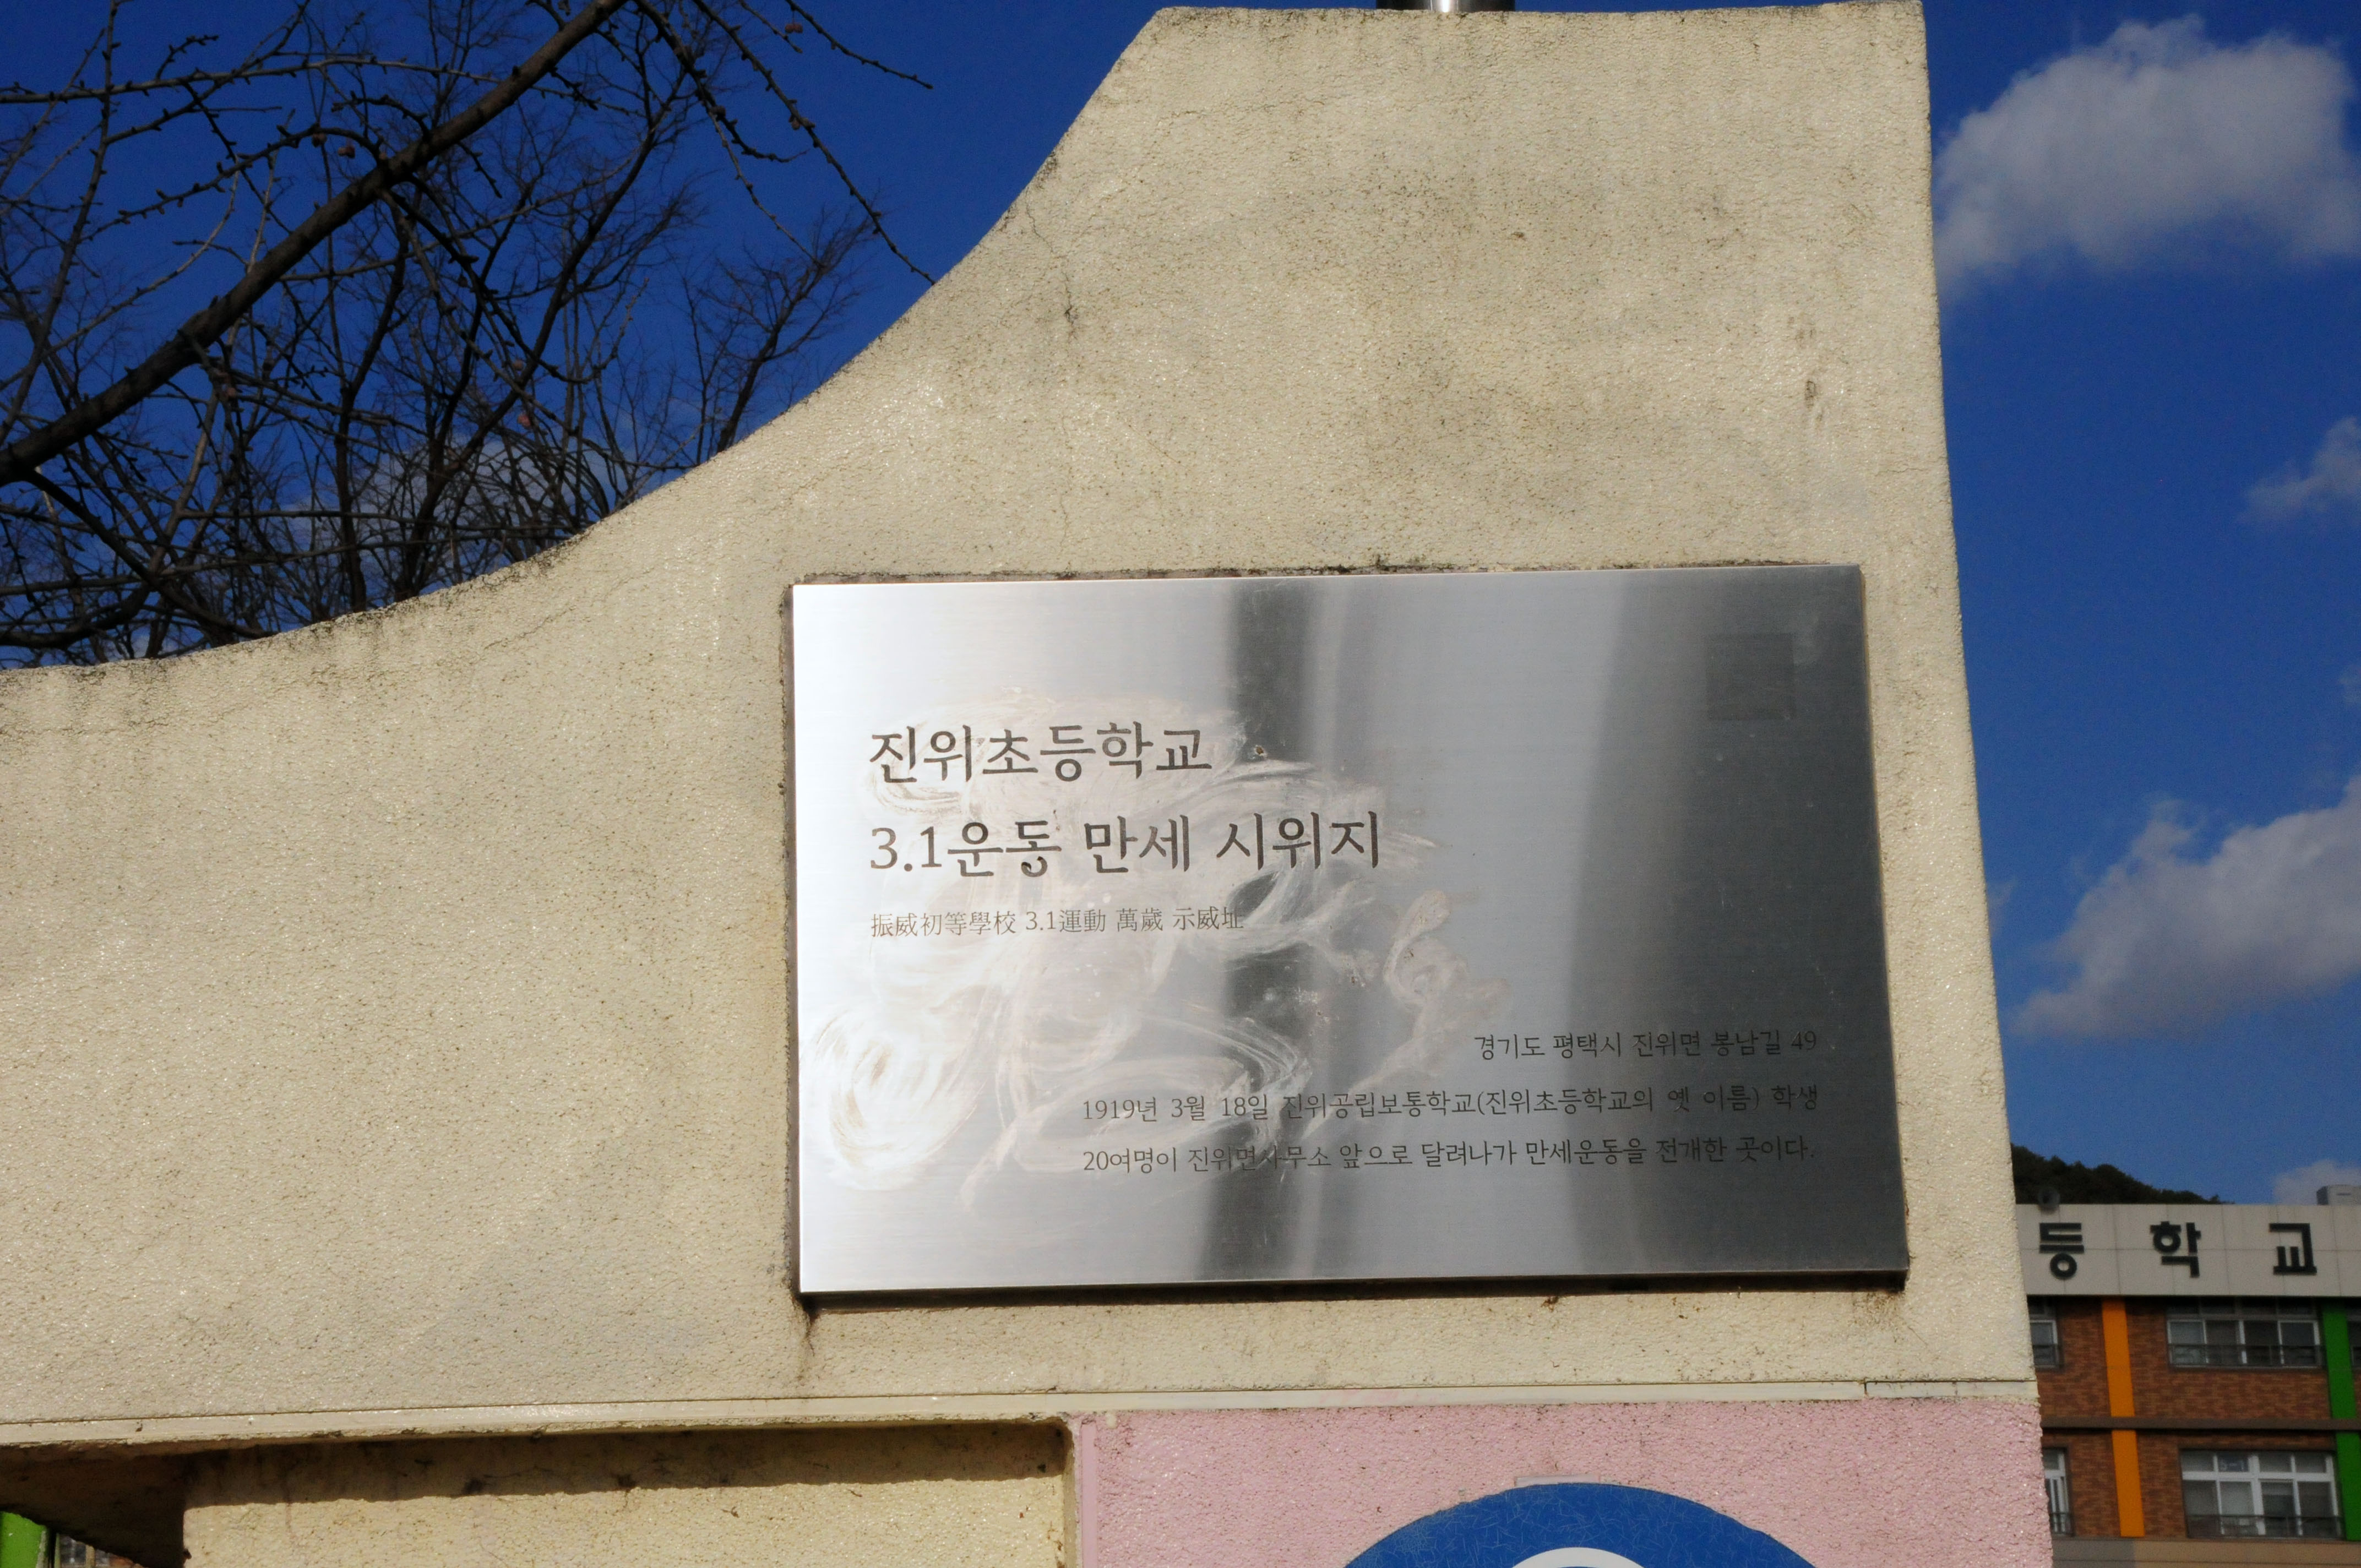 진위초등학교
3.1운동 만세 시위지
振威初等學校 3.1運動 萬歲 示威址
경기도 평택시 진위면 봉남길 49
1919년 3월 18일 진위공립보통학교(진위초등학교의 옛 이름) 학생
20여명이 진위면사무소 앞으로 달려나가 만세운동을 전개한 곳이다.
등학교